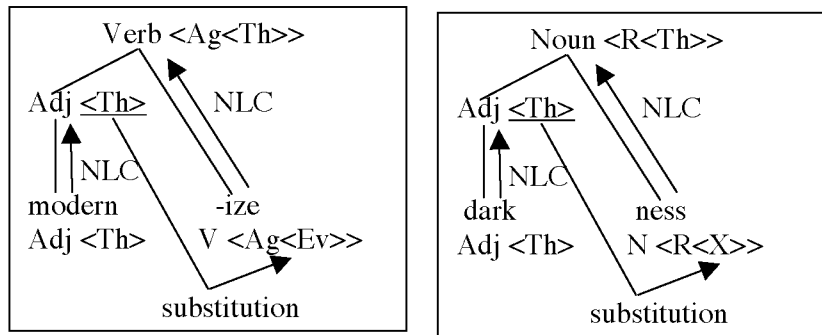 Verb <Ag<Th>>
Adj <Th>
NLC
NLC
modern
-ize
Adj <Th>
V <Ag<Ev>>
substitution
Noun <R<Th>>
Adj <Th>
NLC
NLC
dark
ness
Adj <Th>
N <R<X>>
substitution